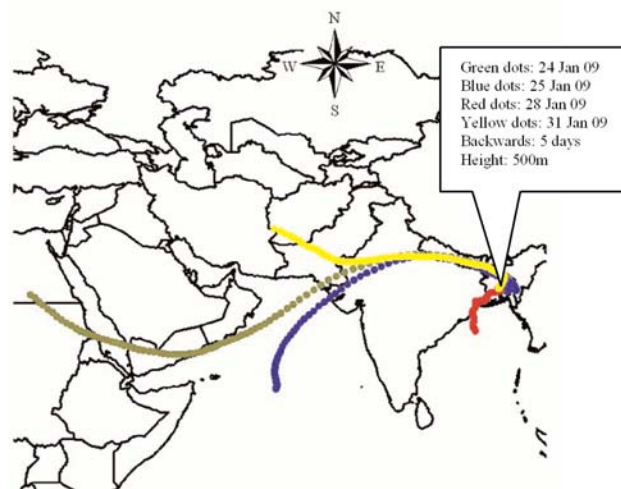 N
W E
S
Green dots: 24 Jan 09
Blue dots: 25 Jan 09
Red dots: 28 Jan 09
Yellow dots: 31 Jan 09
Backwards: 5 days
Height: 500m